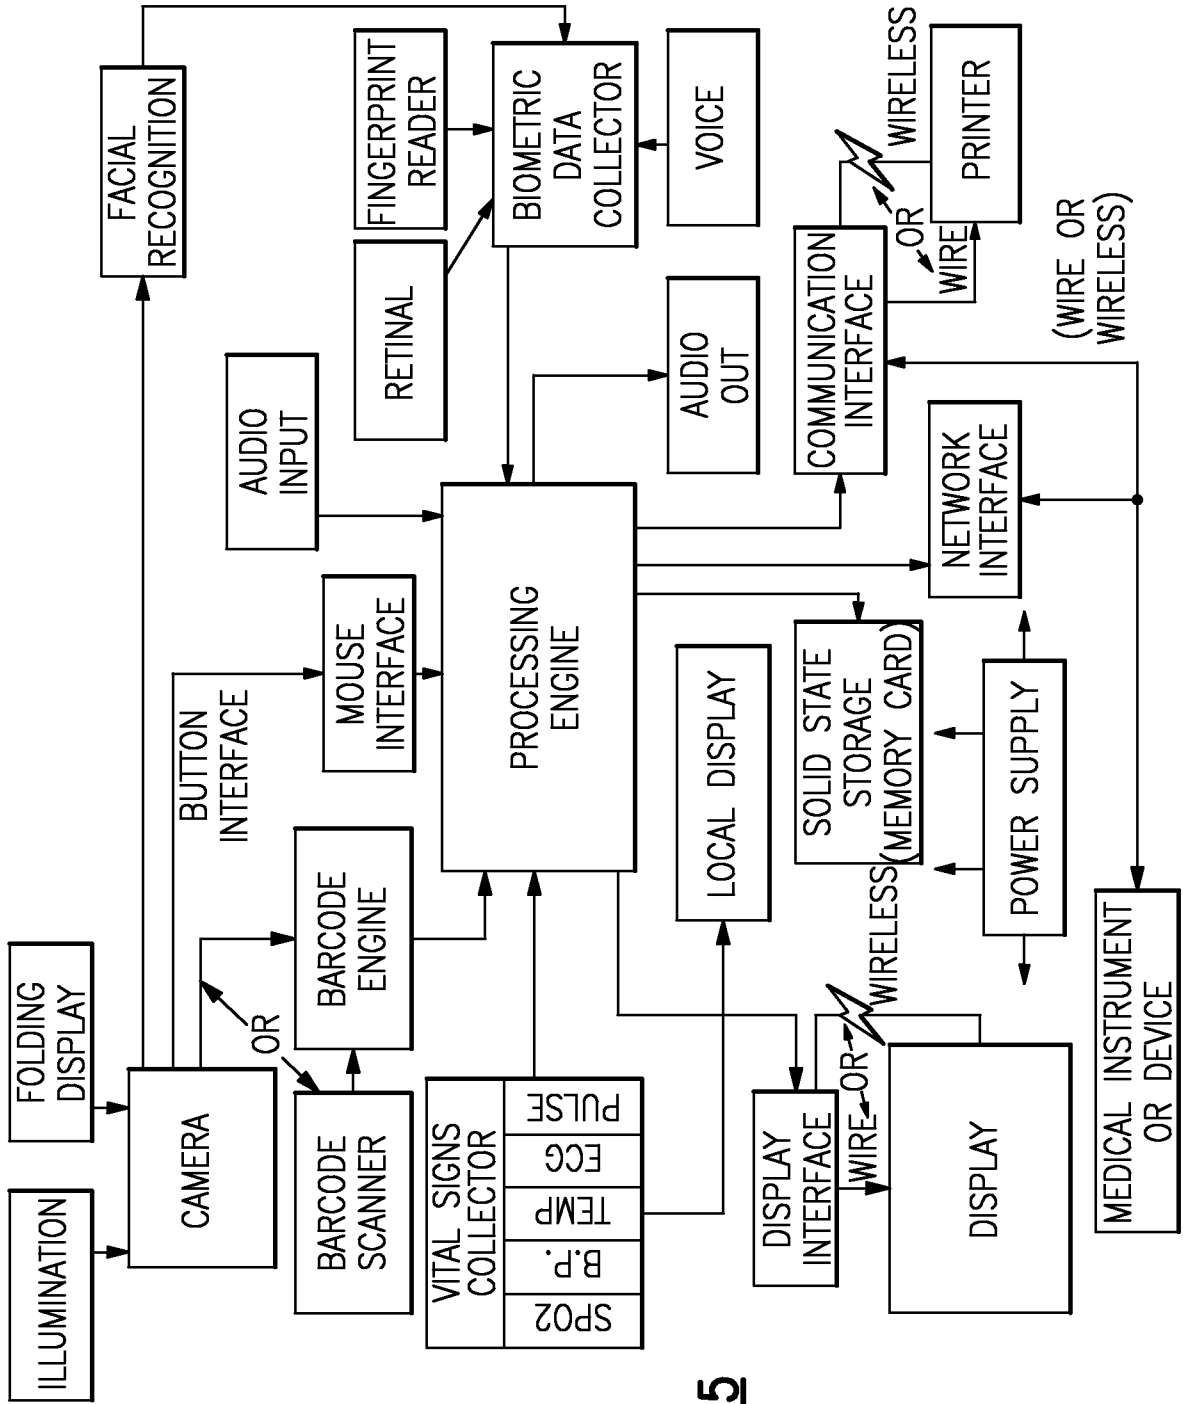 ILLUMINATION
FOLDING
DISPLAY
CAMERA
FACIAL
RECOGNITION
BUTTON
INTERFACE
OR
BARCODE
SCANNER
BARCODE
ENGINE
MOUSE
INTERFACE
AUDIO
INPUT
RETINAL
FINGERPRINT
READER
BIOMETRIC
DATA
COLLECTOR
VOICE
VITAL SIGNS
COLLECTOR
SPO2
B.P.
TEMP
ECG
PULSE
PROCESSING
ENGINE
AUDIO
OUT
LOCAL DISPLAY
DISPLAY
INTERFACE
WIRE
OR
WIRELESS
DISPLAY
SOLID STATE
STORAGE
(MEMORY CARD)
COMMUNICATION
INTERFACE
WIRELESS
OR
WIRE
PRINTER
NETWORK
INTERFACE
POWER SUPPLY
(WIRE OR
WIRELESS)
MEDICAL INSTRUMENT
OR DEVICE
5